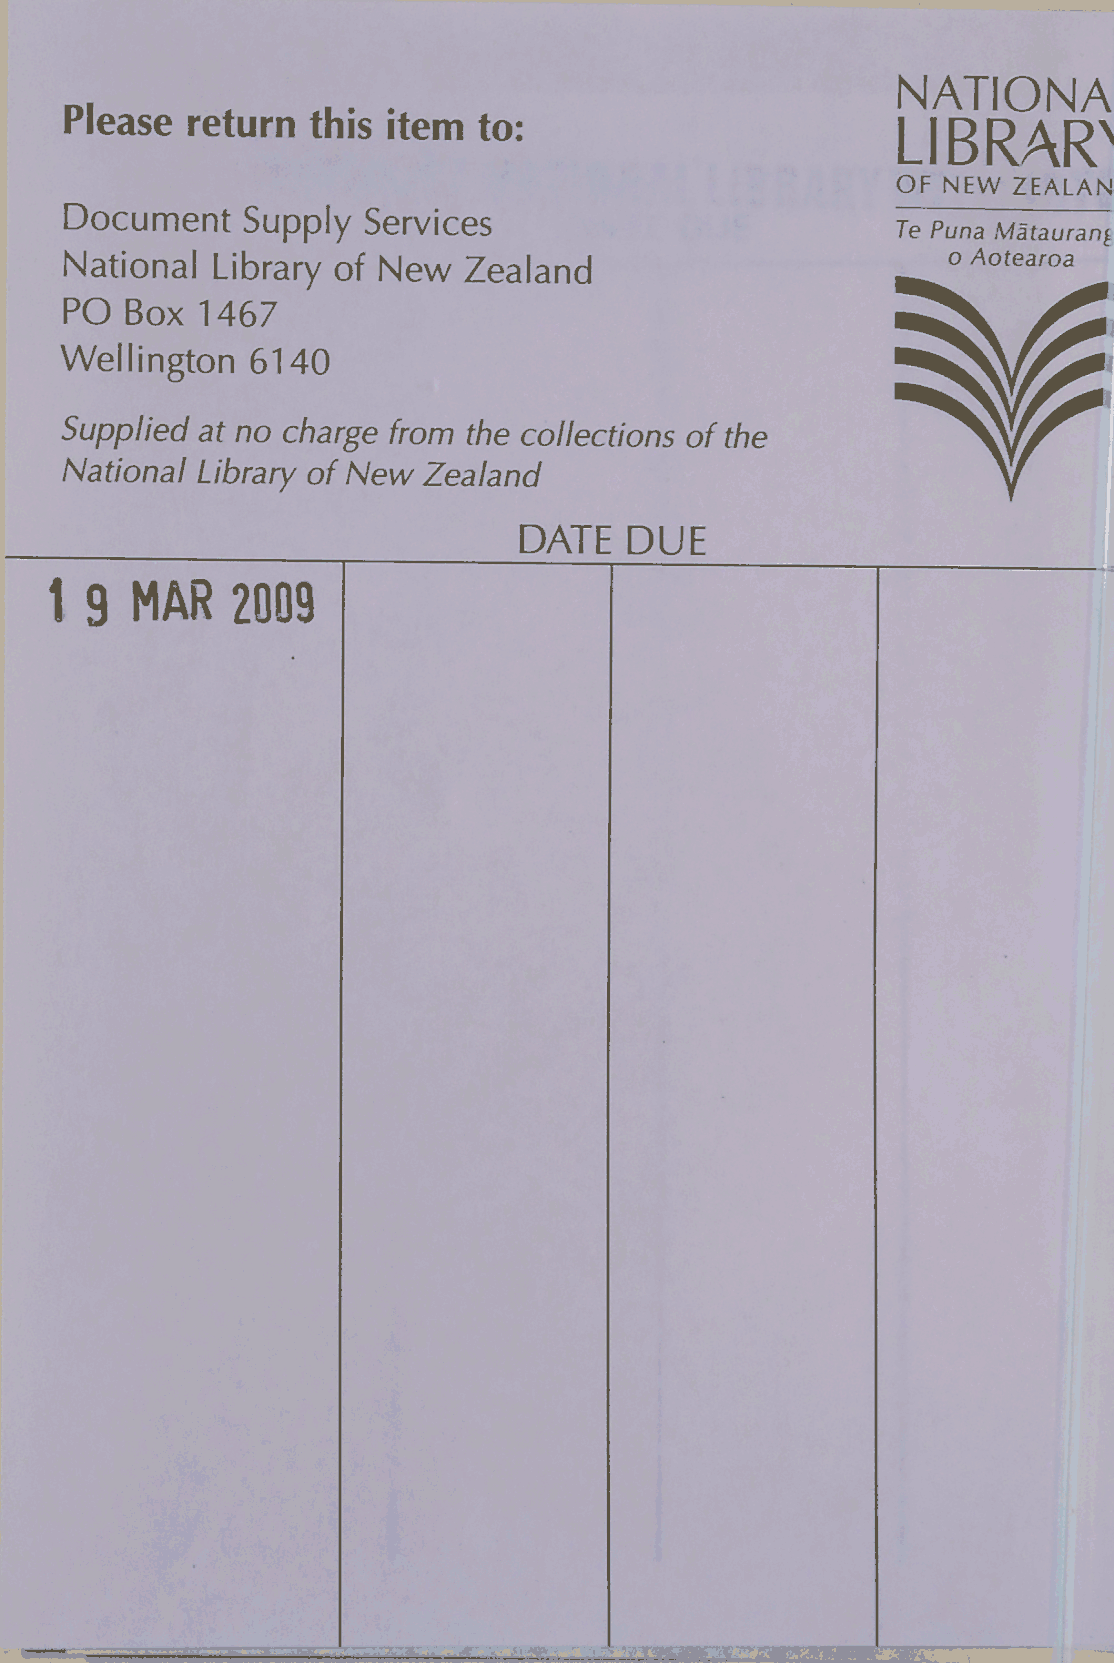 Please return this item to:
Document Supply Services
National Library of New Zealand
PO Box 1467
Wellington 6140
Supplied at no charge from the collections of the
National Library of New Zealand
NATIONA
LIBRARY
OF NEW ZEALAN
Te Puna Mātaurang
o Aotearoa
DATE DUE
19 MAR 2009